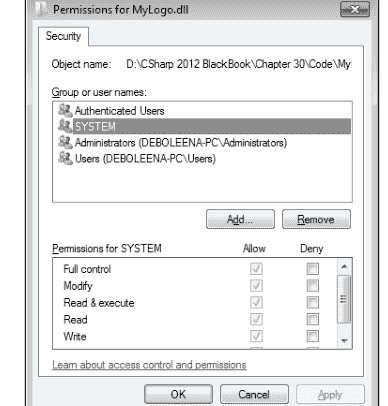 Permissions for MyLogo.dll
Security
Object name: D:\CSharp 2012 BlackBook\Chapter 30\Code\My
Group or user names:
Authenticated Users
SYSTEM
Administrators (DEBOLEENA-PC\Administrators)
Users (DEBOLEENA-PC\Users)
Add... Remove
Permissions for SYSTEM Allow Deny
Full control
Modify
Read & execute
Read
Write
Learn about access control and permissions
OK Cancel Apply